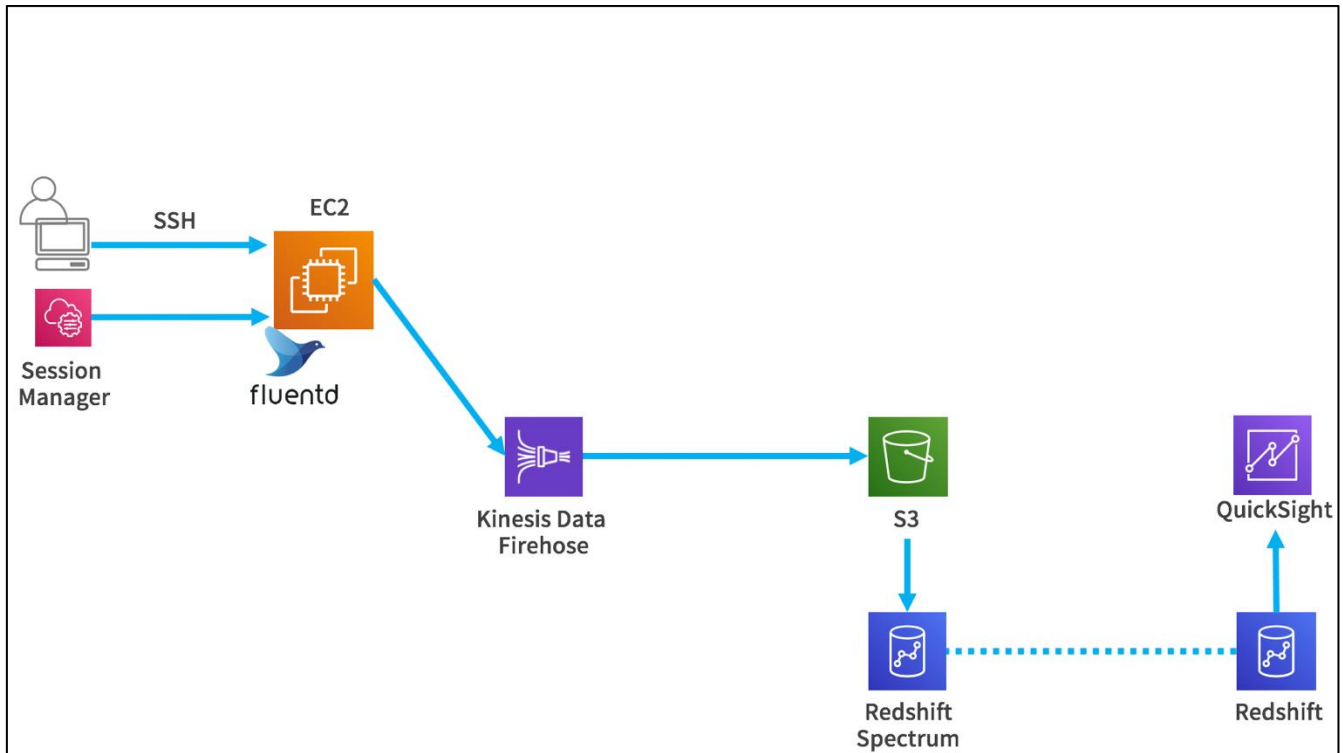 SSH
EC2
Session
Manager
fluentd
Kinesis Data
Firehose
S3
QuickSight
Redshift
Spectrum
Redshift